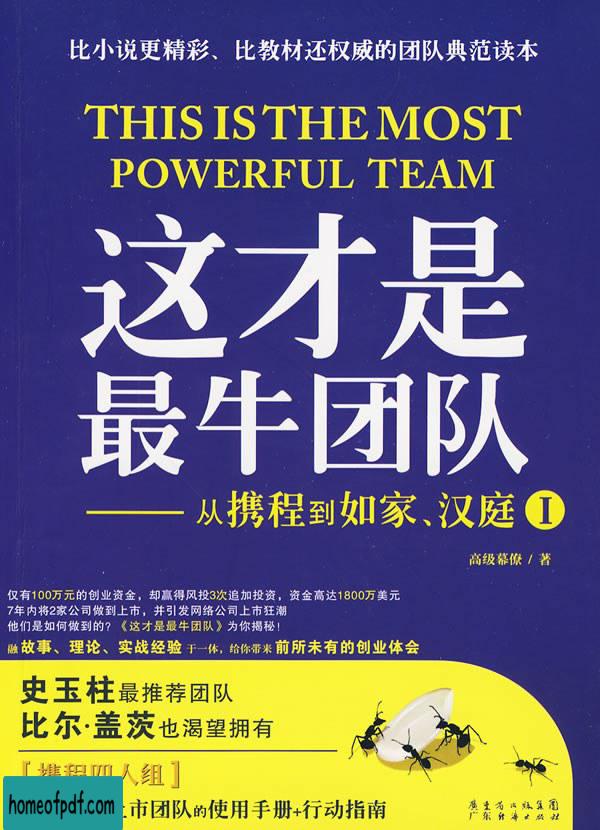 比小说更精彩、比教材还权威的团队典范读本
THIS IS THE MOST
POWERFUL TEAM
这才是
最牛团队
——从携程到如家、汉庭 I
高级幕僚/著
仅有100万元的创业资金，却赢得风投3次追加投资，资金高达1800万美元
7年内将2家公司做到上市，并引发网络公司上市狂潮
他们是如何做到的？《这才是最牛团队》为你揭秘！
融 故事、理论、实战经验 于一体，给你带来 前所未有的创业体会
史玉柱最推荐团队
比尔·盖茨也渴望拥有
[携程四人组]
上市团队的使用手册+行动指南
homeofpdf.com